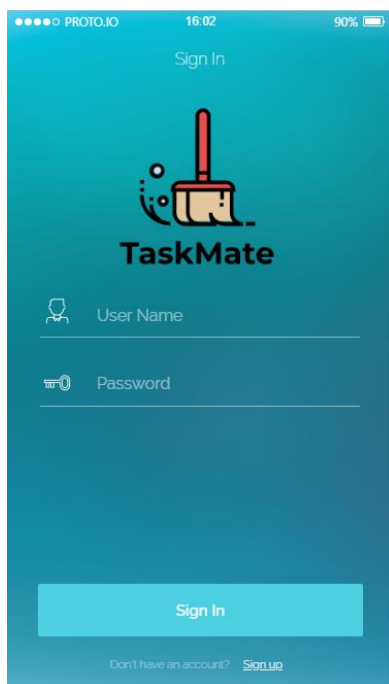 PROTO.IO 16:02 90%
Sign In
TaskMate
User Name
Password
Sign In
Don't have an account? Sign up